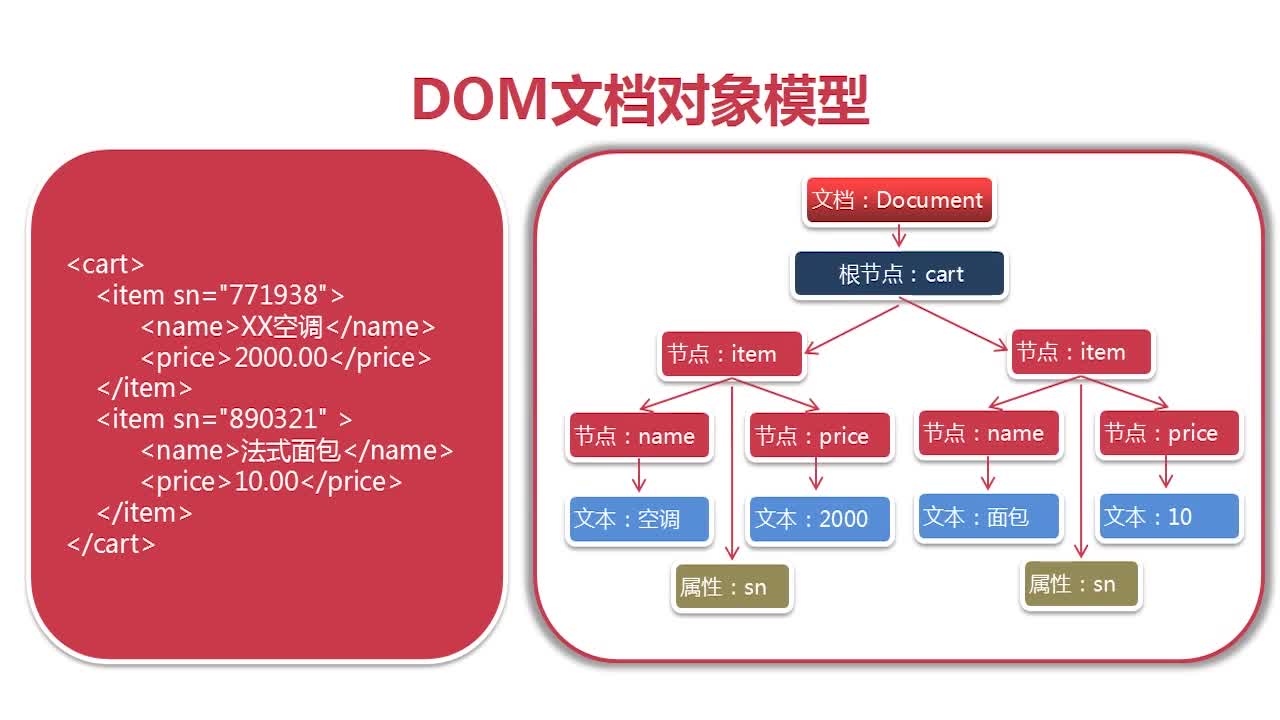 DOM文档对象模型
<cart>
<item sn="771938">
<name>XX空调</name>
<price>2000.00</price>
</item>
<item sn="890321" >
<name>法式面包</name>
<price>10.00</price>
</item>
</cart>
文档：Document
根节点：cart
节点：item
节点：item
节点：name
节点：price
节点：name
节点：price
文本：空调
文本：2000
文本：面包
文本：10
属性：sn
属性：sn